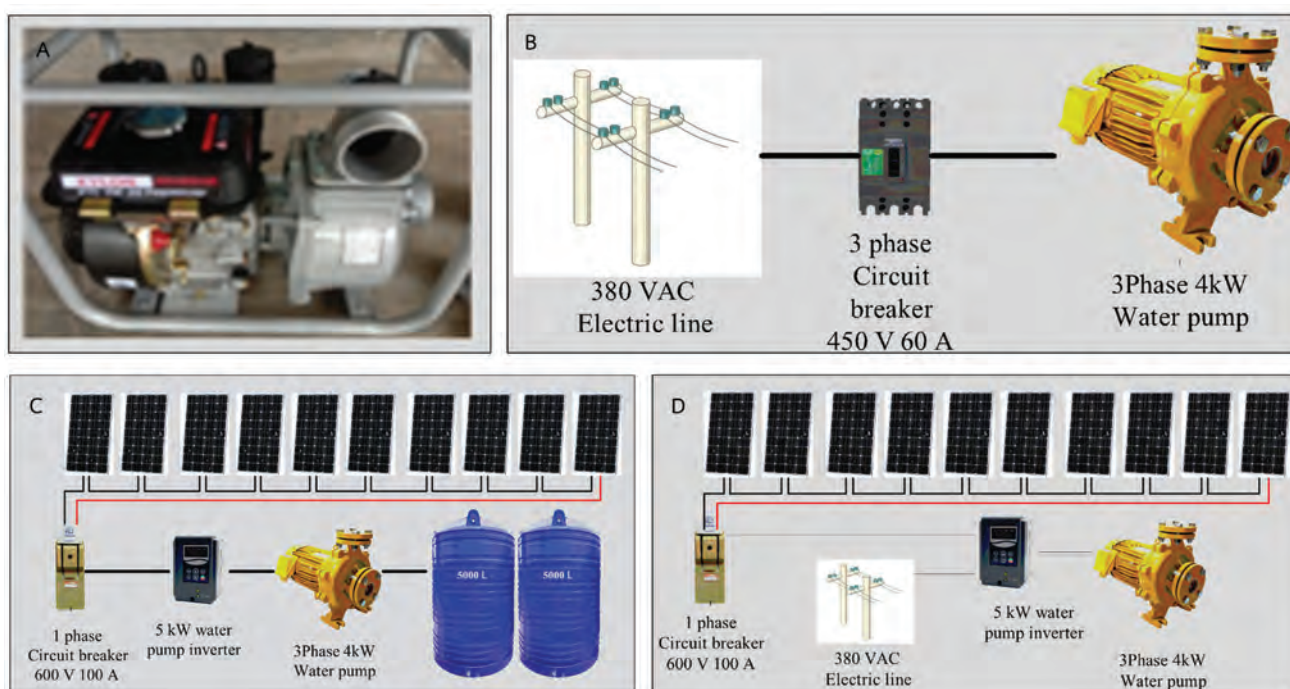 A
B
380 VAC
Electric line
3 phase
Circuit
breaker
450 V 60 A
3Phase 4kW
Water pump
C
5000 L
5000 L
1 phase
Circuit breaker
600 V 100 A
5 kW water
pump inverter
3Phase 4kW
Water pump
D
1 phase
Circuit breaker
600 V 100 A
380 VAC
Electric line
5 kW water
pump inverter
3Phase 4kW
Water pump